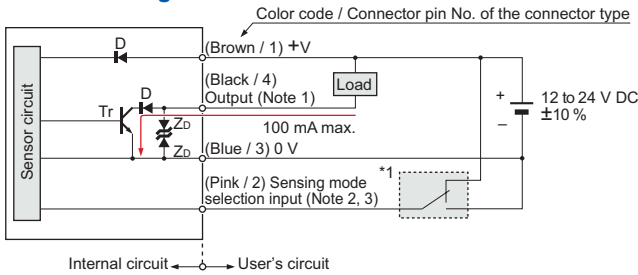 Color code / Connector pin No. of the connector type
D
(Brown / 1) +V
(Black / 4)
Output (Note 1)
Load
D
Tr
ZD
ZD
100 mA max.
+
–
12 to 24 V DC
±10 %
Sensor circuit
(Blue / 3) 0 V
(Pink / 2) Sensing mode
selection input (Note 2, 3)
*1
Internal circuit
User's circuit